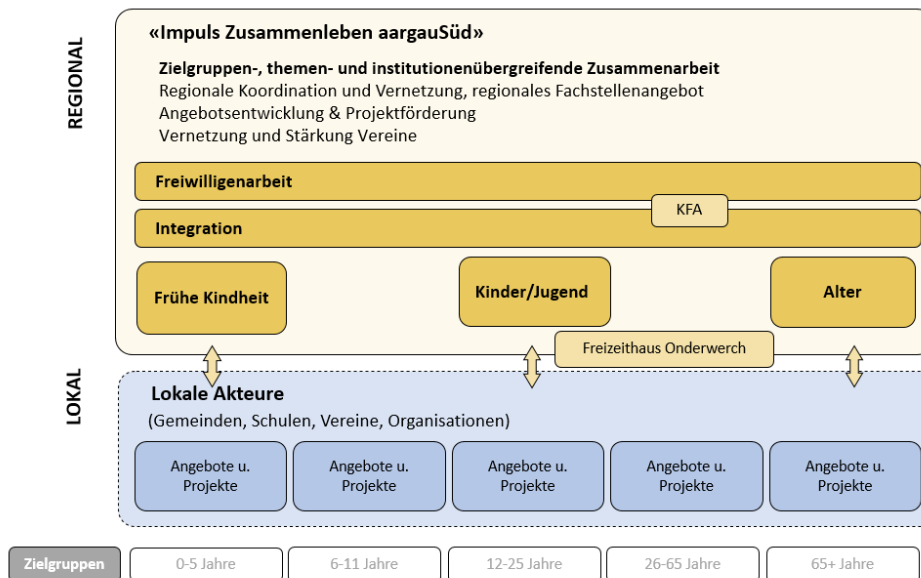 REGIONAL
«Impuls Zusammenleben aargauSüd»
Zielgruppen-, themen- und institutionenübergreifende Zusammenarbeit
Regionale Koordination und Vernetzung, regionales Fachstellenangebot
Angebotsentwicklung & Projektförderung
Vernetzung und Stärkung Vereine
Freiwilligenarbeit
KFA
Integration
Frühe Kindheit
Kinder/Jugend
Alter
Freizeithaus Onderwerch
LOKAL
Lokale Akteure
(Gemeinden, Schulen, Vereine, Organisationen)
Angebote u.
Projekte
Angebote u.
Projekte
Angebote u.
Projekte
Angebote u.
Projekte
Angebote u.
Projekte
Zielgruppen
0-5 Jahre
6-11 Jahre
12-25 Jahre
26-65 Jahre
65+ Jahre